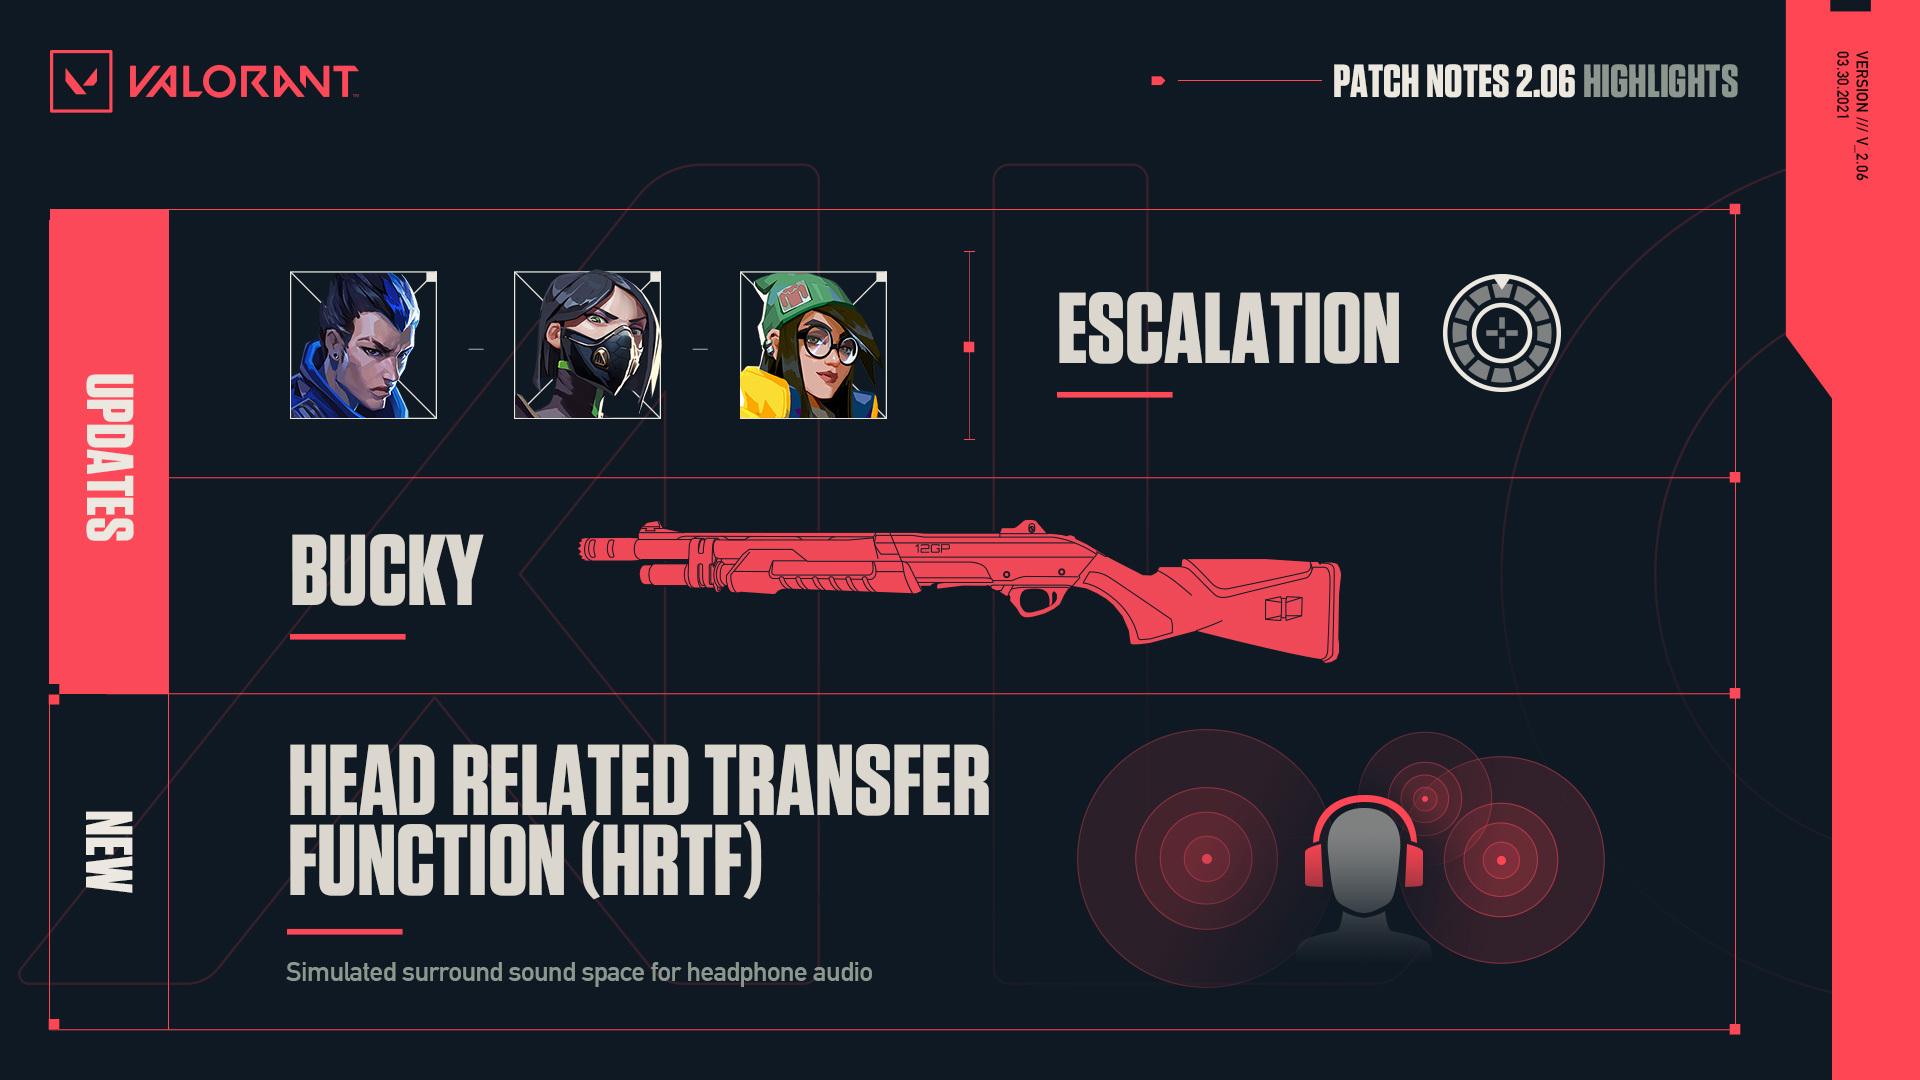 VALORANT™
PATCH NOTES 2.06 HIGHLIGHTS
VERSION /// V_2.06
03.30.2021
UPDATES
ESCALATION
BUCKY
12GP
NEW
HEAD RELATED TRANSFER
FUNCTION (HRTF)
Simulated surround sound space for headphone audio